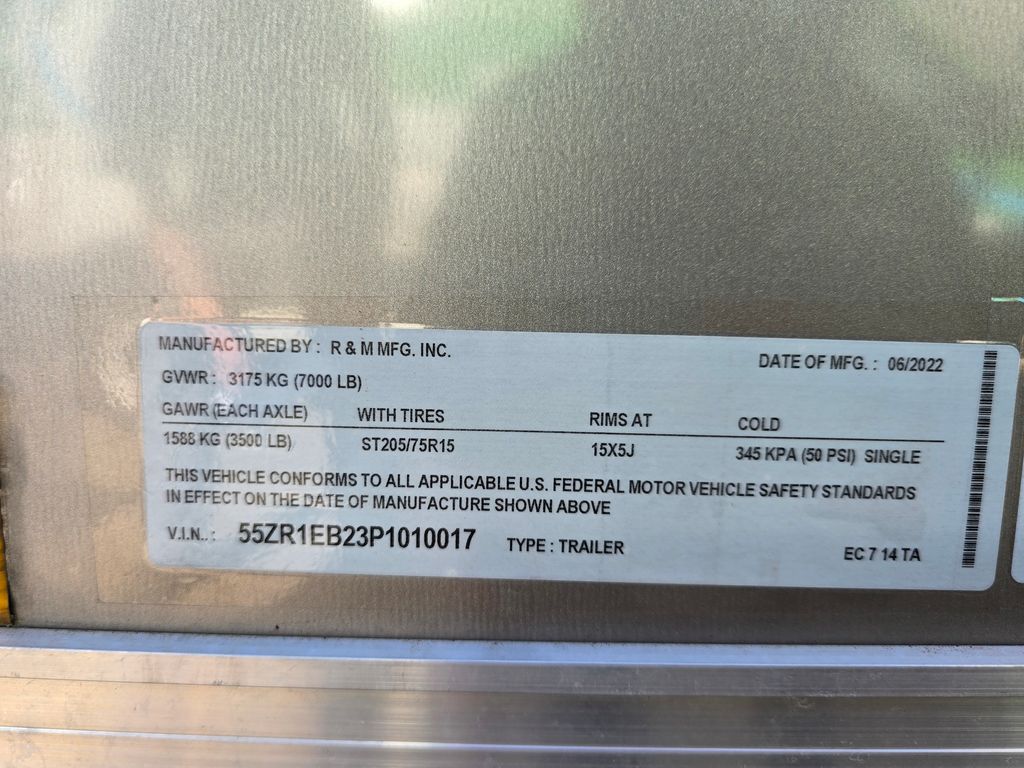 MANUFACTURED BY : R & M MFG. INC. DATE OF MFG. : 06/2022
GVWR : 3175 KG (7000 LB)
GAWR (EACH AXLE) WITH TIRES RIMS AT COLD
1588 KG (3500 LB) ST205/75R15 15X5J 345 KPA (50 PSI) SINGLE
THIS VEHICLE CONFORMS TO ALL APPLICABLE U.S. FEDERAL MOTOR VEHICLE SAFETY STANDARDS
IN EFFECT ON THE DATE OF MANUFACTURE SHOWN ABOVE
V.I.N.. : 55ZR1EB23P1010017 TYPE : TRAILER EC 7 14 TA